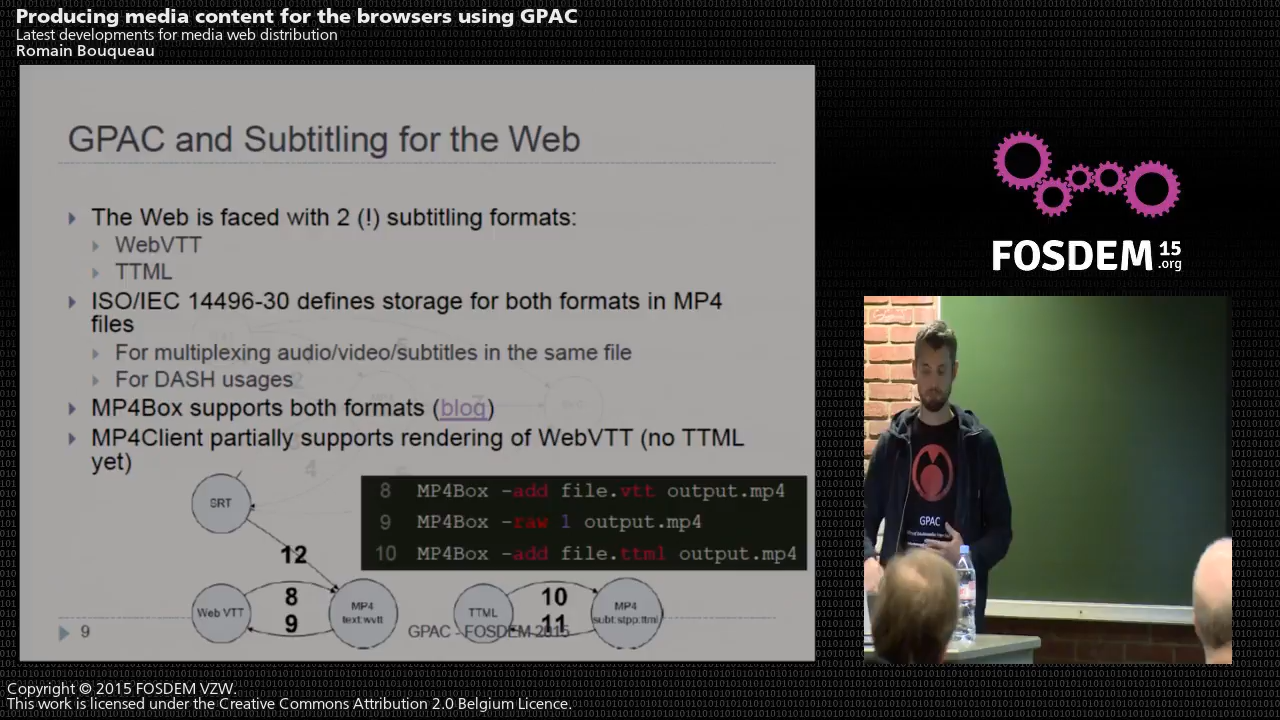 Producing media content for the browsers using GPAC
Latest developments for media web distribution
Romain Bouqueau
GPAC and Subtitling for the Web
The Web is faced with 2 (!) subtitling formats:
WebVTT
TTML
ISO/IEC 14496-30 defines storage for both formats in MP4
files
For multiplexing audio/video/subtitles in the same file
For DASH usages
MP4Box supports both formats (blog)
MP4Client partially supports rendering of WebVTT (no TTML
yet)
8 MP4Box -add file.vtt output.mp4
9 MP4Box -raw 1 output.mp4
10 MP4Box -add file.ttml output.mp4
SRT
12
Web VTT
8
9
MP4
text:wvtt
TTML
10
11
MP4
subt:stpp:ttml
9
GPAC - FOSDEM 2015
FOSDEM 15
.org
GPAC
Copyright © 2015 FOSDEM VZW.
This work is licensed under the Creative Commons Attribution 2.0 Belgium Licence.